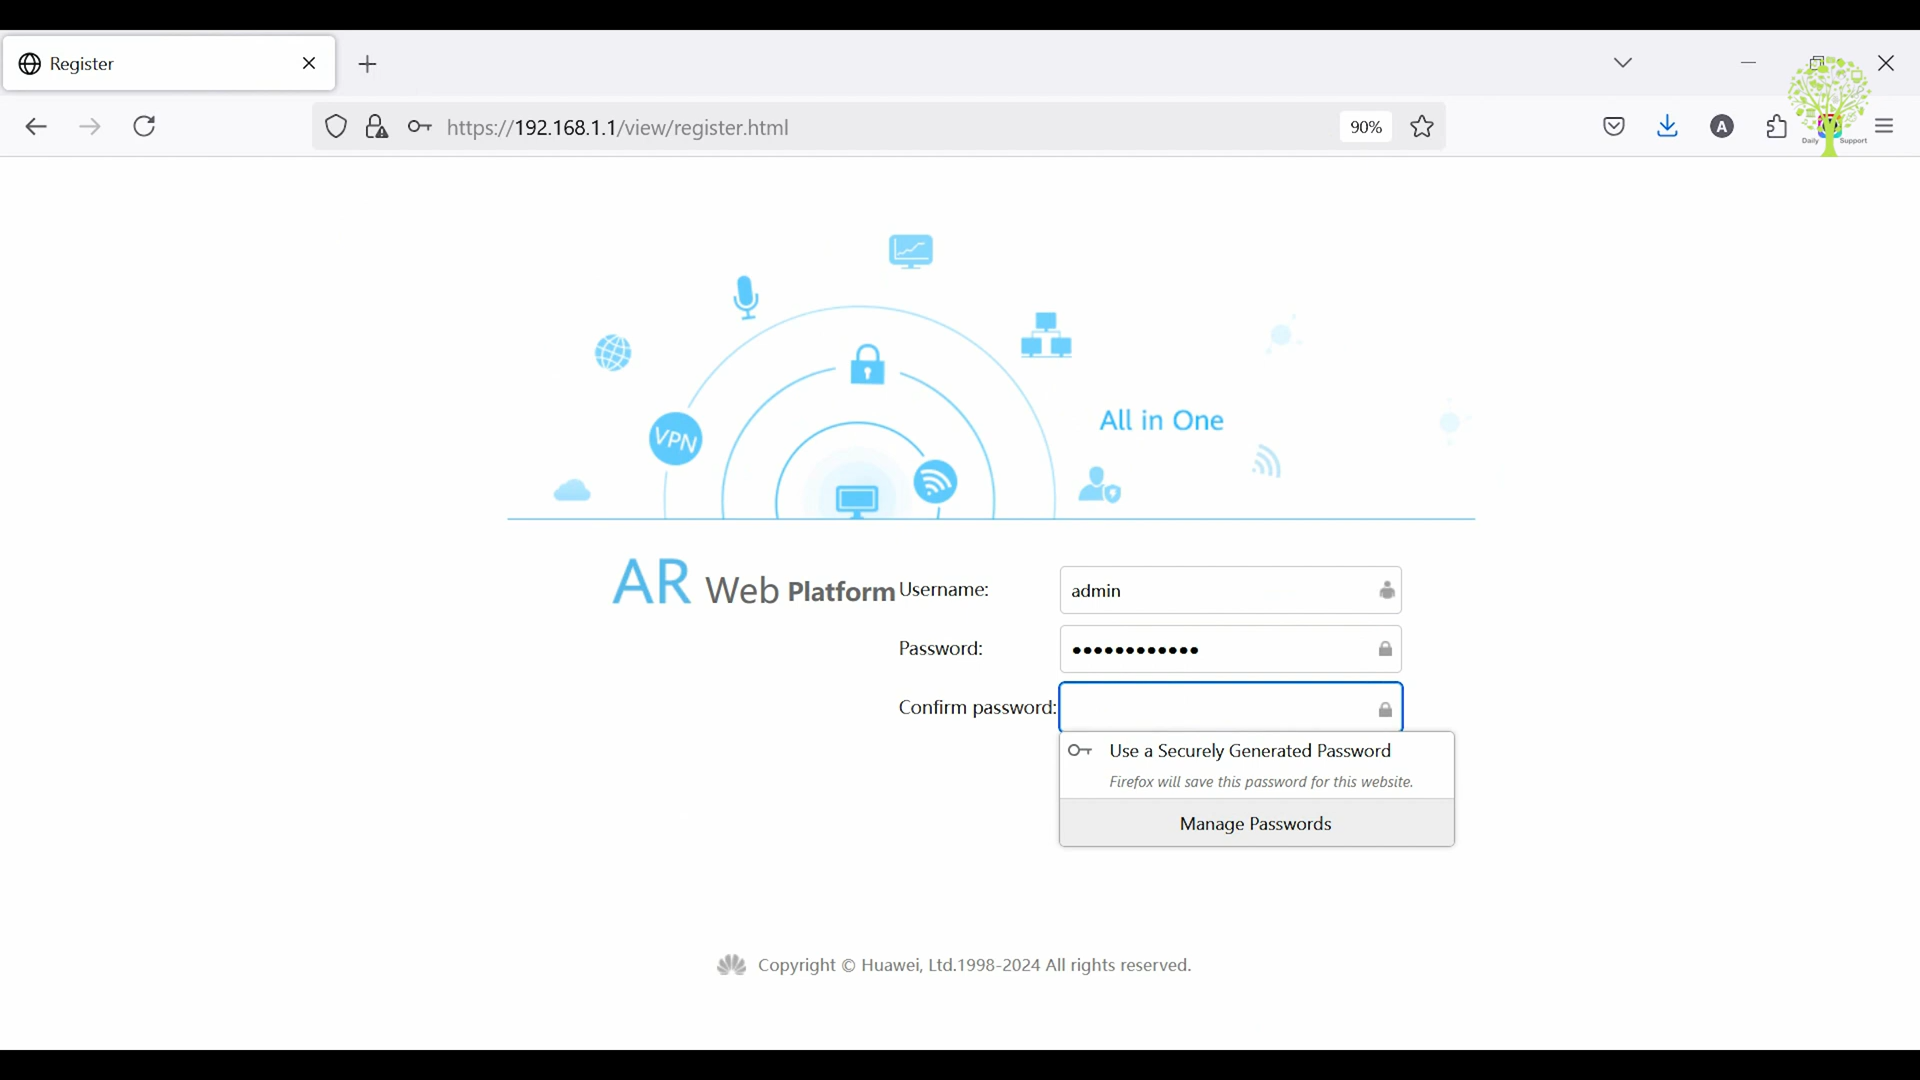 Register
https://192.168.1.1/view/register.html
90%
A
Daily Support
VPN
All in One
AR Web Platform
Username:
admin
Password:
••••••••••••
Confirm password:
Use a Securely Generated Password
Firefox will save this password for this website.
Manage Passwords
Copyright © Huawei, Ltd.1998-2024 All rights reserved.